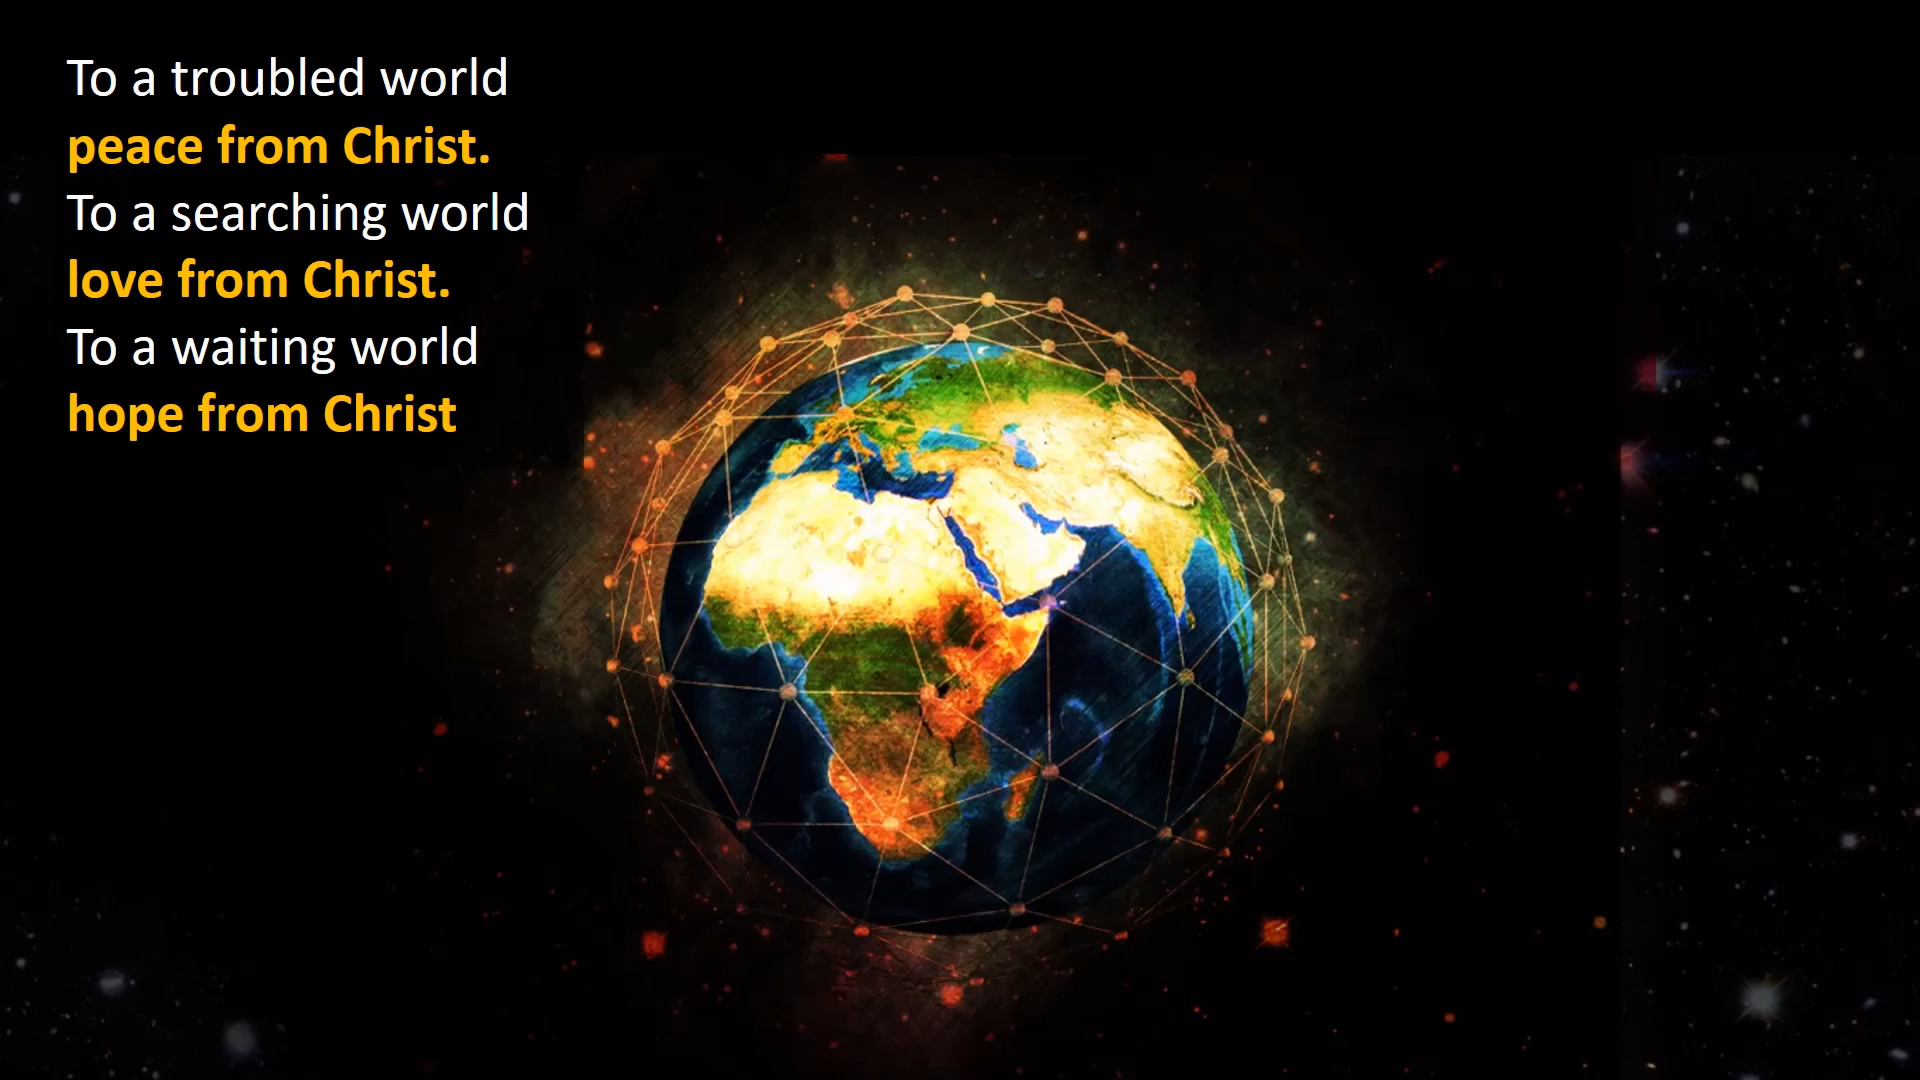 To a troubled world
peace from Christ.
To a searching world
love from Christ.
To a waiting world
hope from Christ